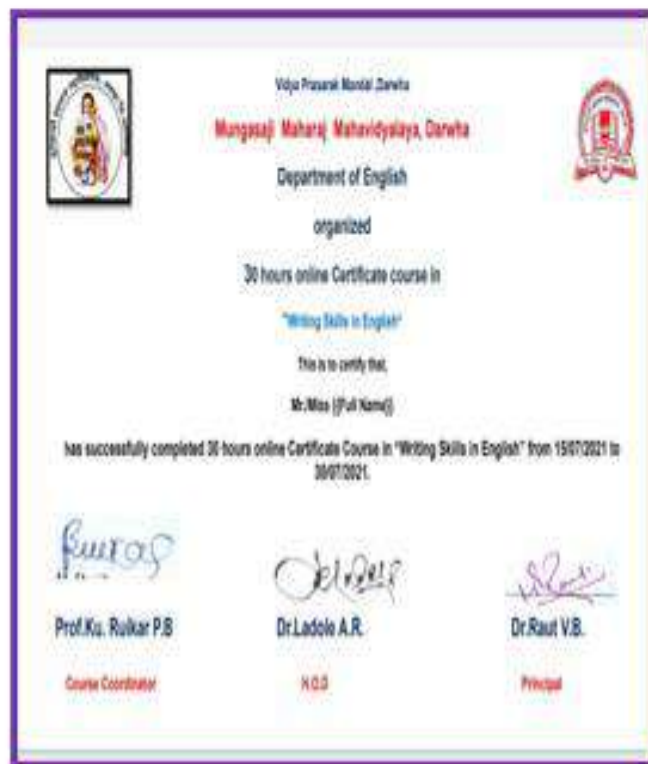 Vidya Prasarak Mandal ,Darwha
Mungasaji Maharaj Mahavidyalaya, Darwha
Department of English
organized
30 hours online Certificate course in
"Writing Skills in English"
This is to certify that,
Mr./Miss {{Full Name}}
has successfully completed 30 hours online Certificate Course in "Writing Skills in English" from 15/07/2021 to
30/07/2021.
Prof.Ku. Rulkar P.B Dr.Ladole A.R. Dr.Raut V.B.
Course Coordinator H.O.D Principal